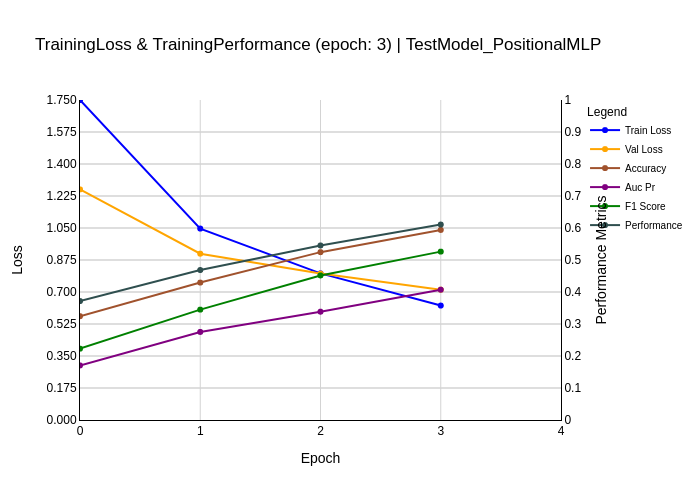 TrainingLoss & TrainingPerformance (epoch: 3) | TestModel_PositionalMLP
1.750
1.575
1.400
1.225
1.050
0.875
0.700
0.525
0.350
0.175
0.000
Loss
0 1 2 3 4
Epoch
1
0.9
0.8
0.7
0.6
0.5
0.4
0.3
0.2
0.1
0
Performance Metrics
Legend
Train Loss
Val Loss
Accuracy
Auc Pr
F1 Score
Performance